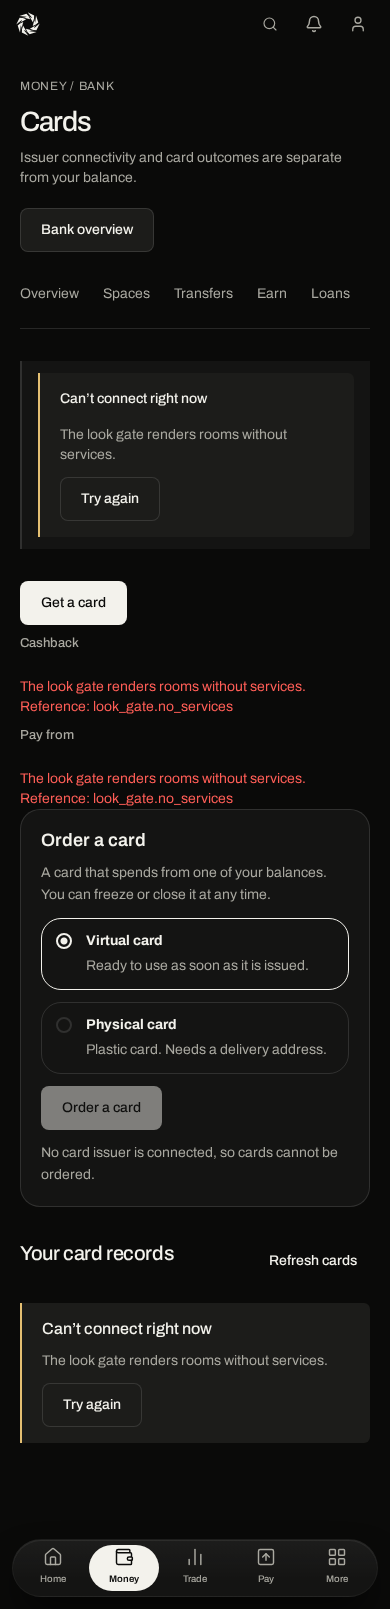 MONEY / BANK
Cards
Issuer connectivity and card outcomes are separate
from your balance.
Bank overview
Overview Spaces Transfers Earn Loans
Can’t connect right now
The look gate renders rooms without
services.
Try again
Get a card
Cashback
The look gate renders rooms without services.
Reference: look_gate.no_services
Pay from
The look gate renders rooms without services.
Reference: look_gate.no_services
Order a card
A card that spends from one of your balances.
You can freeze or close it at any time.
Virtual card
Ready to use as soon as it is issued.
Physical card
Plastic card. Needs a delivery address.
Order a card
No card issuer is connected, so cards cannot be
ordered.
Your card records
Refresh cards
Can’t connect right now
The look gate renders rooms without services.
Try again
Home Money Trade Pay More